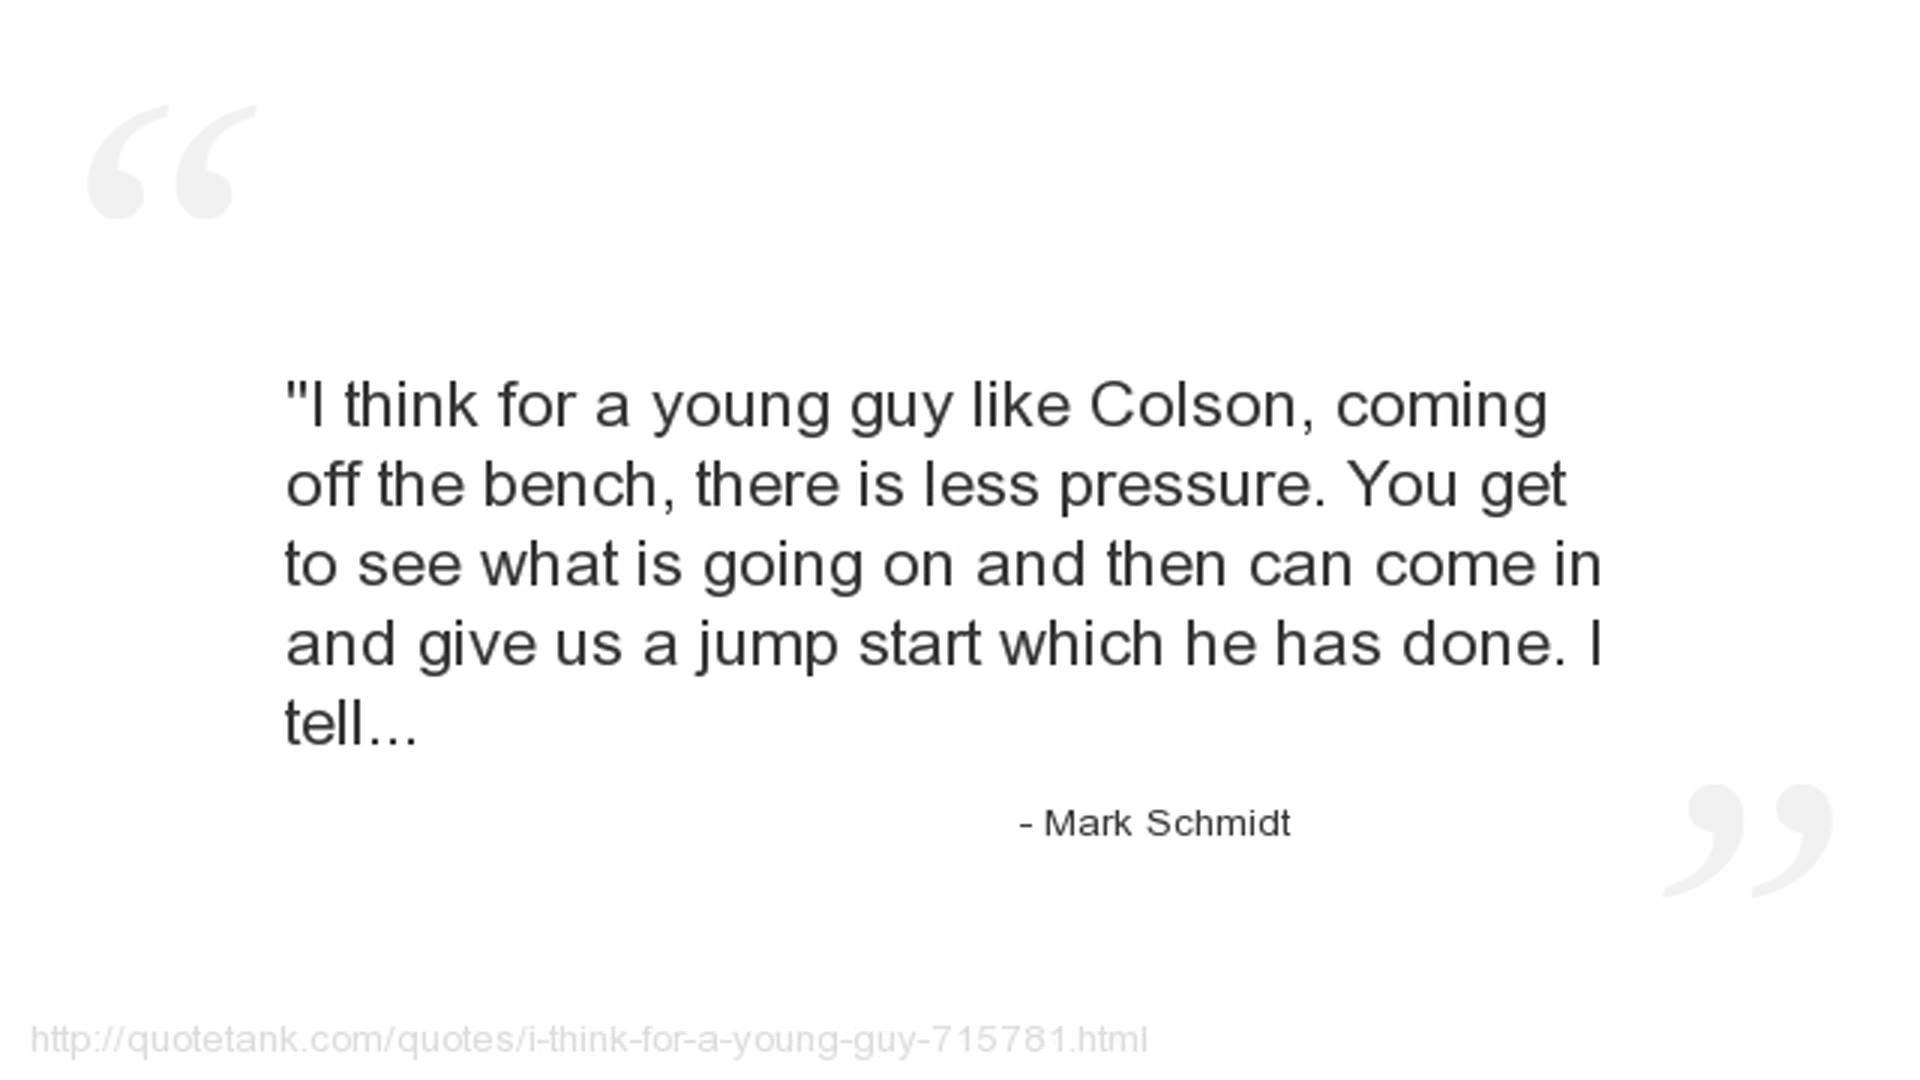 "I think for a young guy like Colson, coming
off the bench, there is less pressure. You get
to see what is going on and then can come in
and give us a jump start which he has done. I
tell...
- Mark Schmidt
http://quotetank.com/quotes/i-think-for-a-young-guy-715781.html